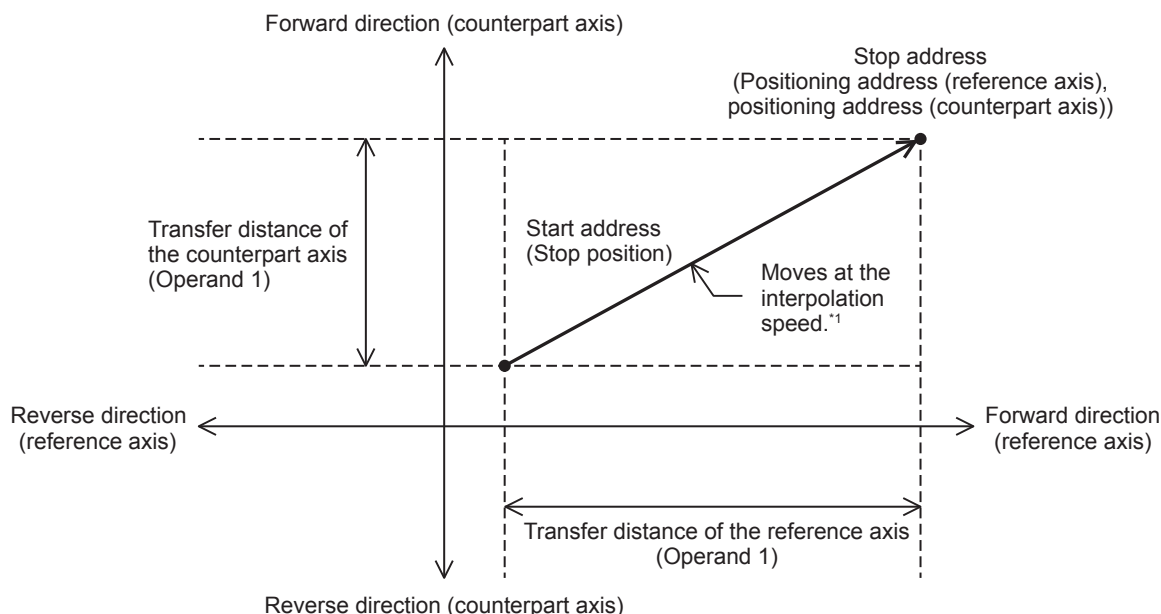 Forward direction (counterpart axis)
Stop address
(Positioning address (reference axis),
positioning address (counterpart axis))
Transfer distance of
the counterpart axis
(Operand 1)
Start address
(Stop position)
Moves at the
interpolation
speed.*1
Reverse direction
(reference axis)
Forward direction
(reference axis)
Transfer distance of the reference axis
(Operand 1)
Reverse direction (counterpart axis)